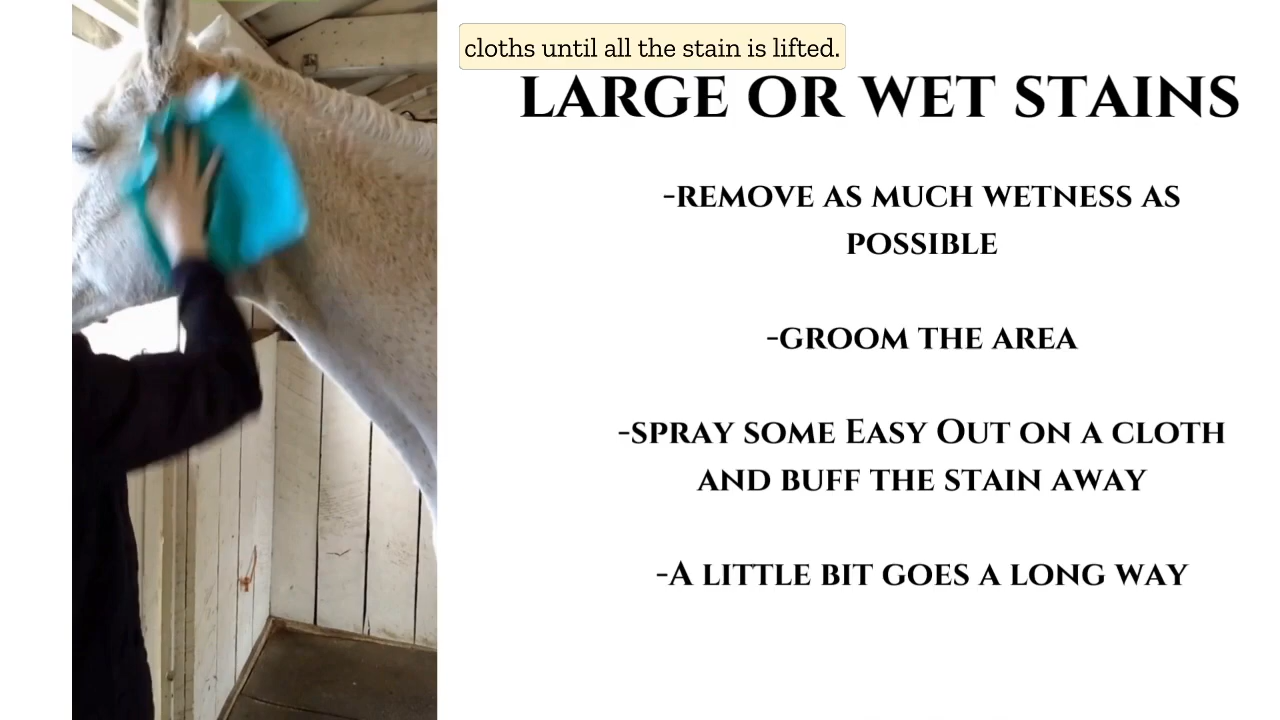 cloths until all the stain is lifted.
LARGE OR WET STAINS
-REMOVE AS MUCH WETNESS AS
POSSIBLE
-GROOM THE AREA
-SPRAY SOME EASY OUT ON A CLOTH
AND BUFF THE STAIN AWAY
-A LITTLE BIT GOES A LONG WAY